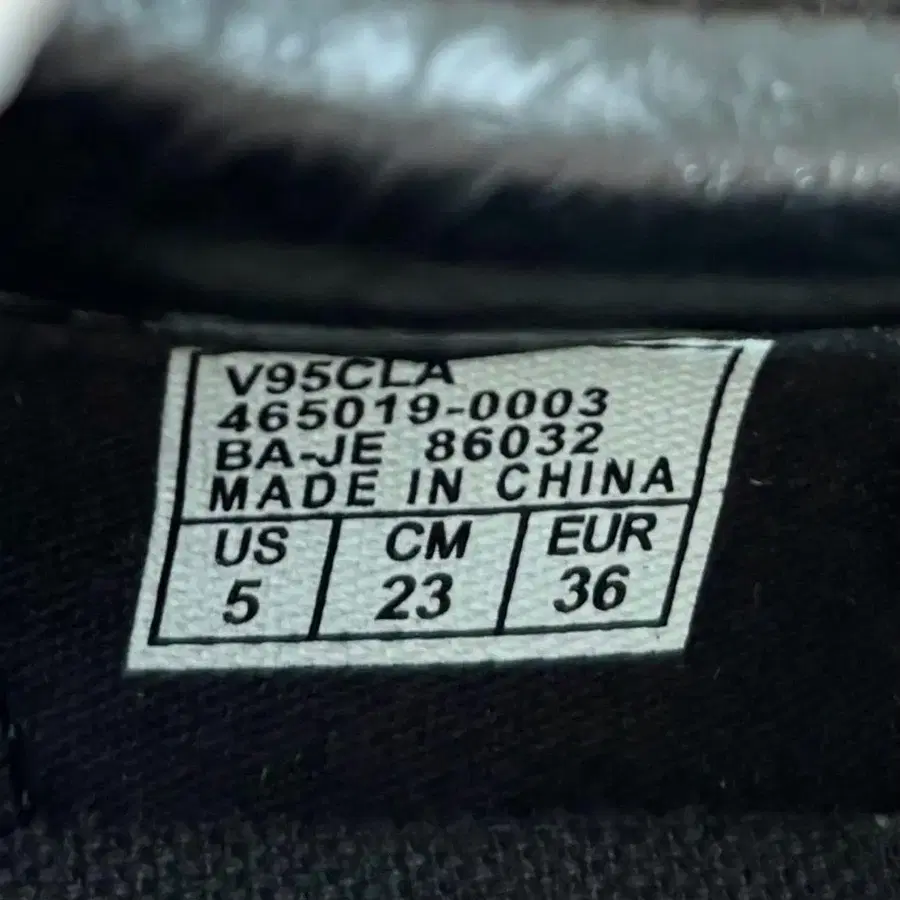 V95CLA
465019-0003
BA-JE 86032
MADE IN CHINA
US CM EUR
5 23 36